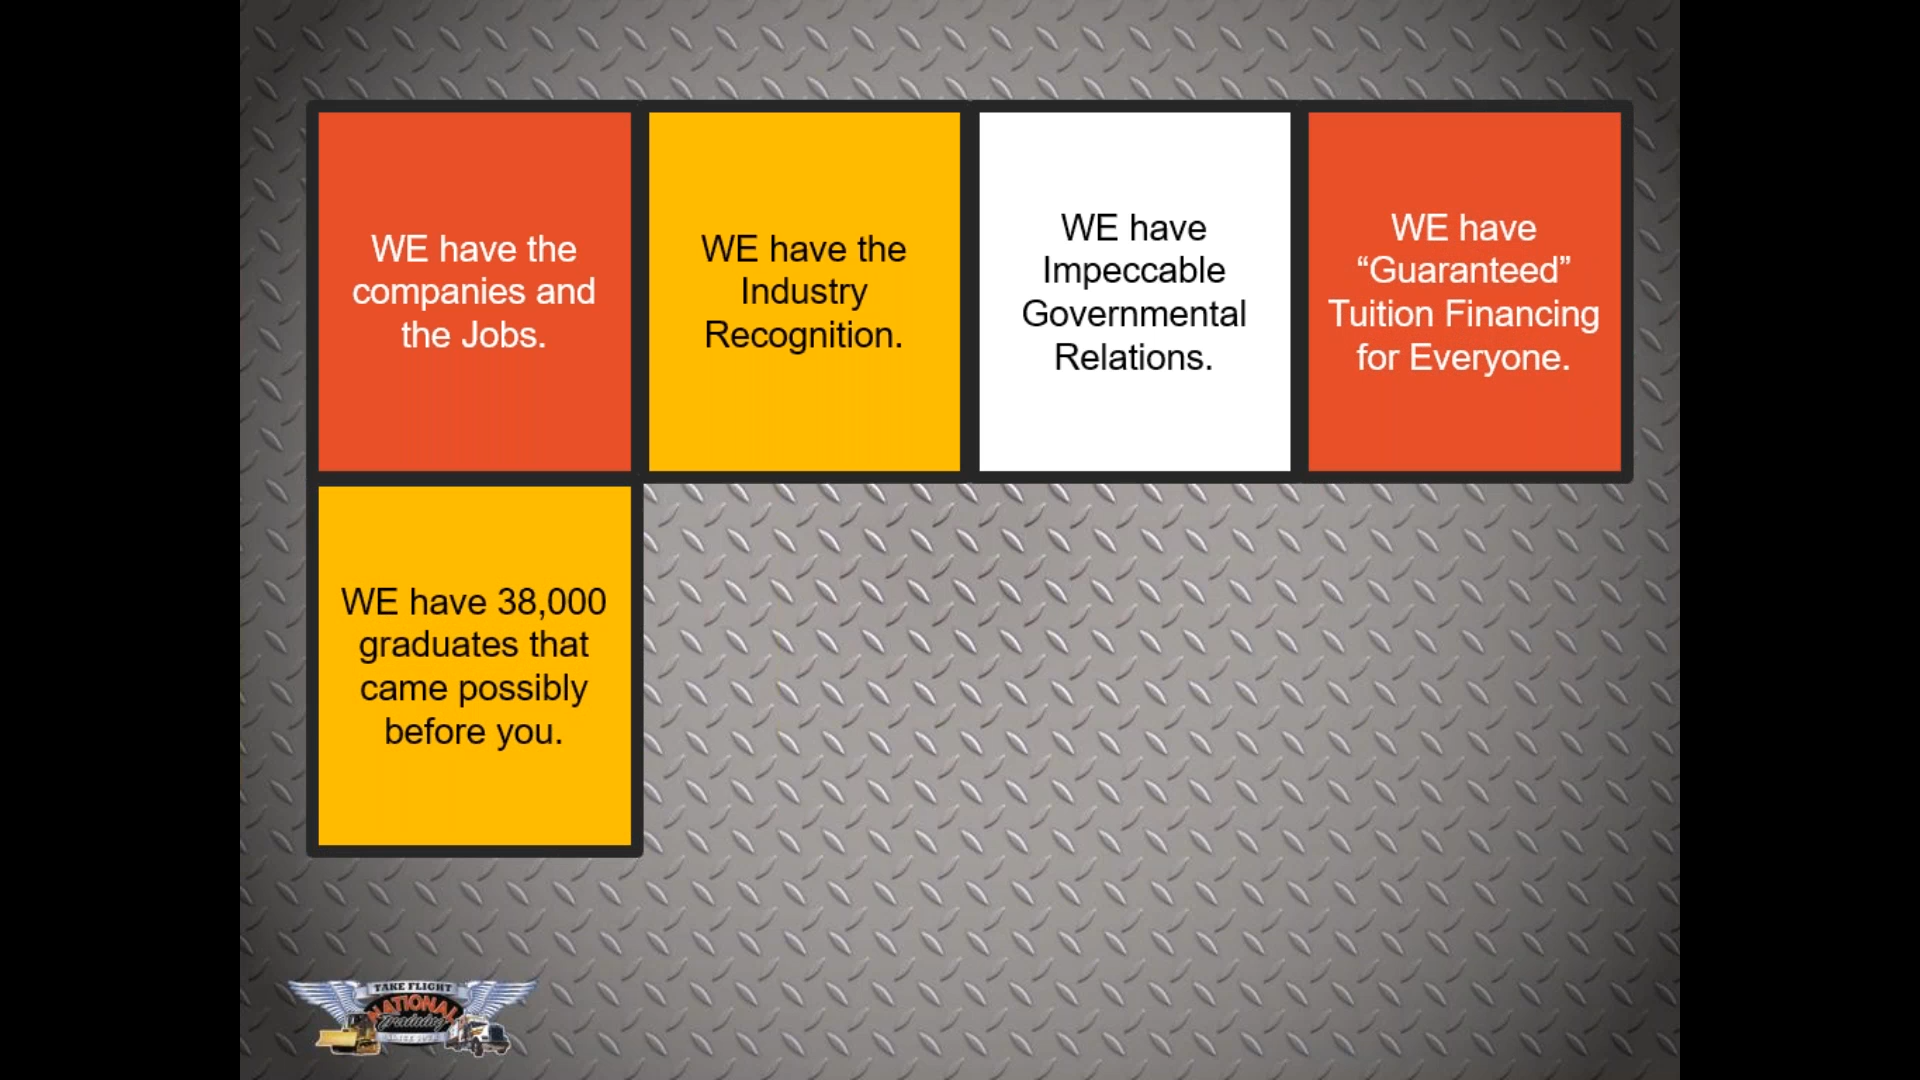 WE have the
companies and
the Jobs.
WE have the
Industry
Recognition.
WE have
Impeccable
Governmental
Relations.
WE have
“Guaranteed”
Tuition Financing
for Everyone.
WE have 38,000
graduates that
came possibly
before you.
TAKE FLIGHT
NATIONAL
Training